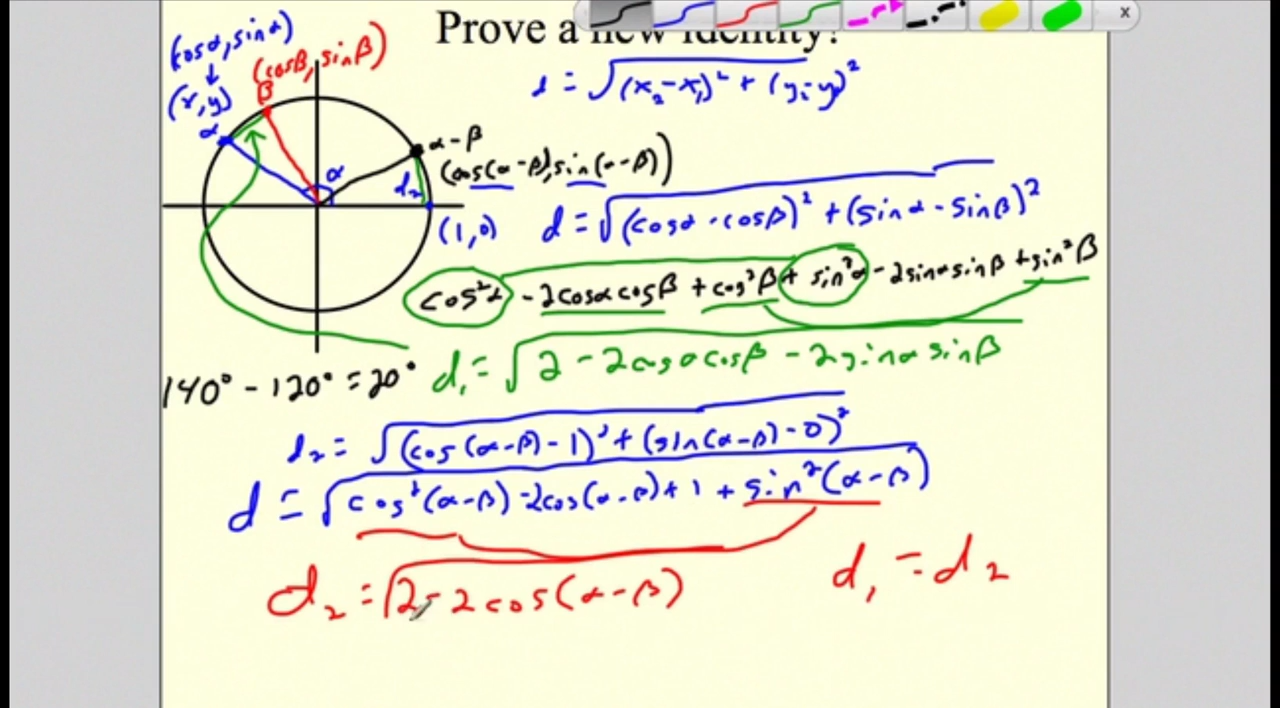 Prove a new identity!
x
(cosα, sinα)
(cosβ, sinβ)
↓
(x, y)
β
α
d = √(x₂-x₁)² + (y₂-y₁)²
α-β
(cos(α-β), sin(α-β))
α
d₂
(1,0)
d = √(cosα - cosβ)² + (sinα - sinβ)²
cos²α - 2cosα cosβ + cos²β + sin²α - 2sinα sinβ + sin²β
d₁ = √2 - 2cosα cosβ - 2sinα sinβ
140° - 120° = 20°
d₂ = √(cos(α-β) - 1)² + (sin(α-β) - 0)²
d = √cos²(α-β) - 2cos(α-β) + 1 + sin²(α-β)
d₂ = √2 - 2cos(α-β)
d₁ = d₂